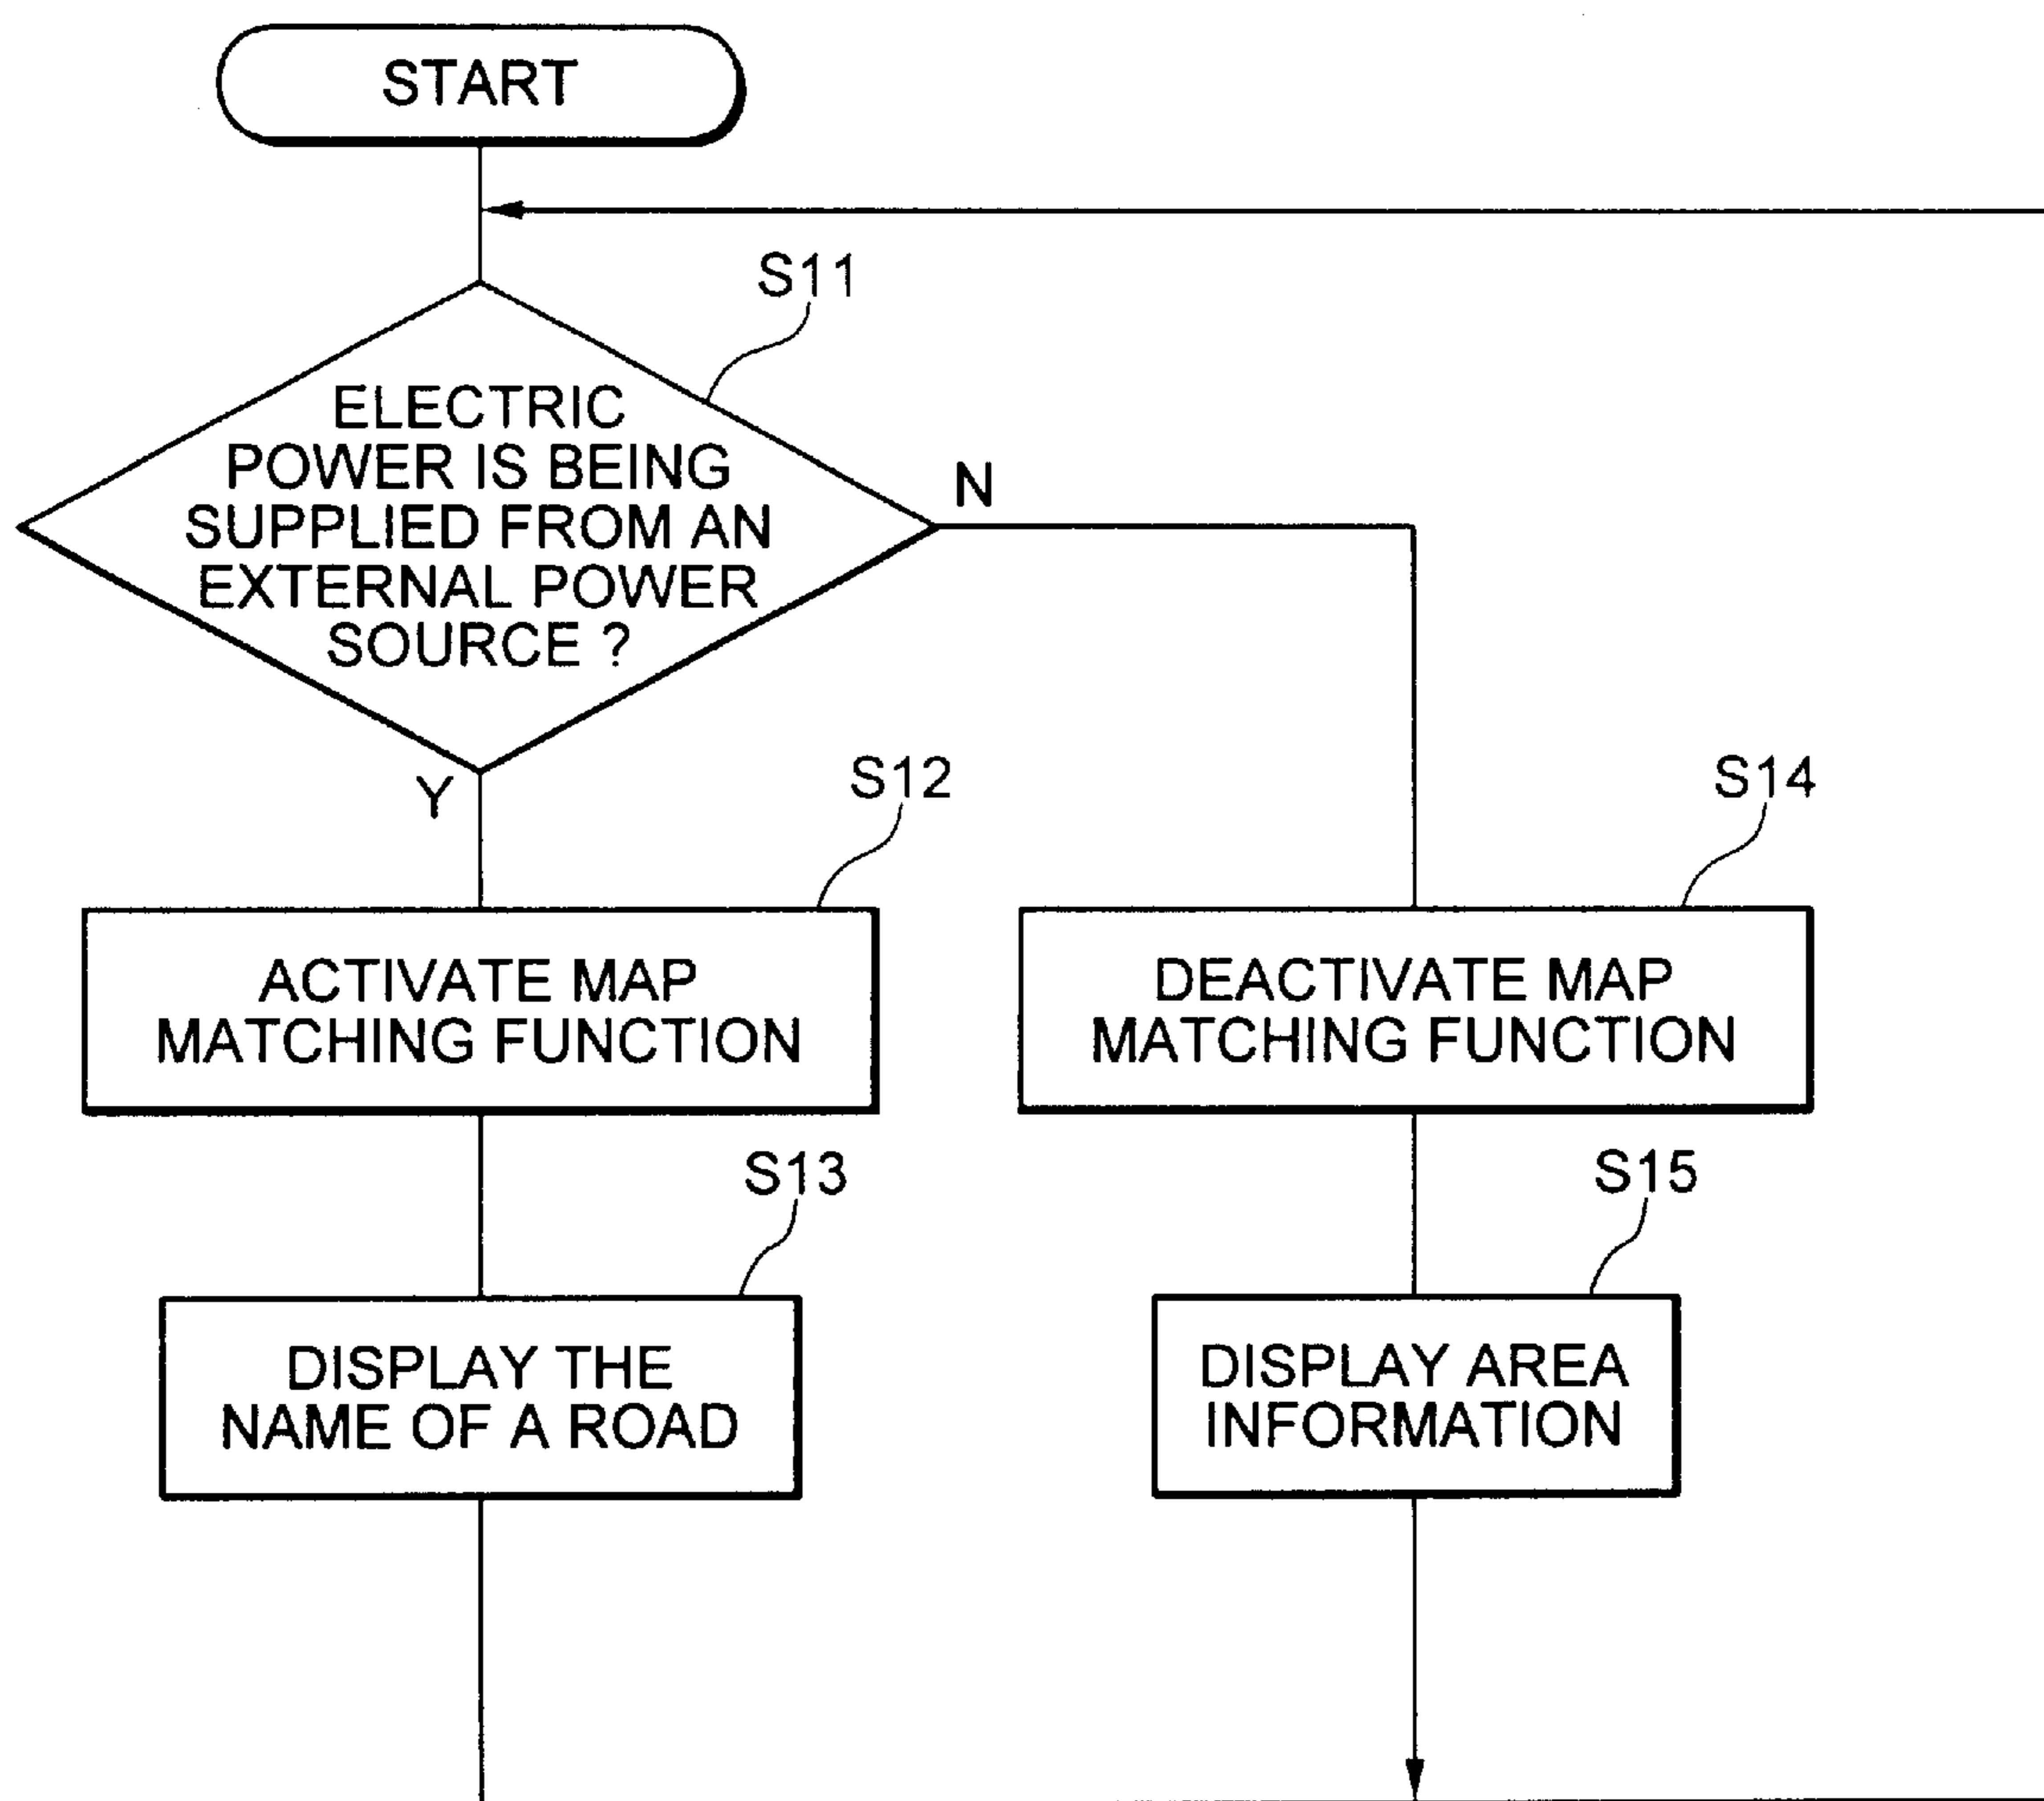 START
S11
ELECTRIC
POWER IS BEING
SUPPLIED FROM AN
EXTERNAL POWER
SOURCE ?
N
Y
S12
ACTIVATE MAP
MATCHING FUNCTION
S14
DEACTIVATE MAP
MATCHING FUNCTION
S13
DISPLAY THE
NAME OF A ROAD
S15
DISPLAY AREA
INFORMATION